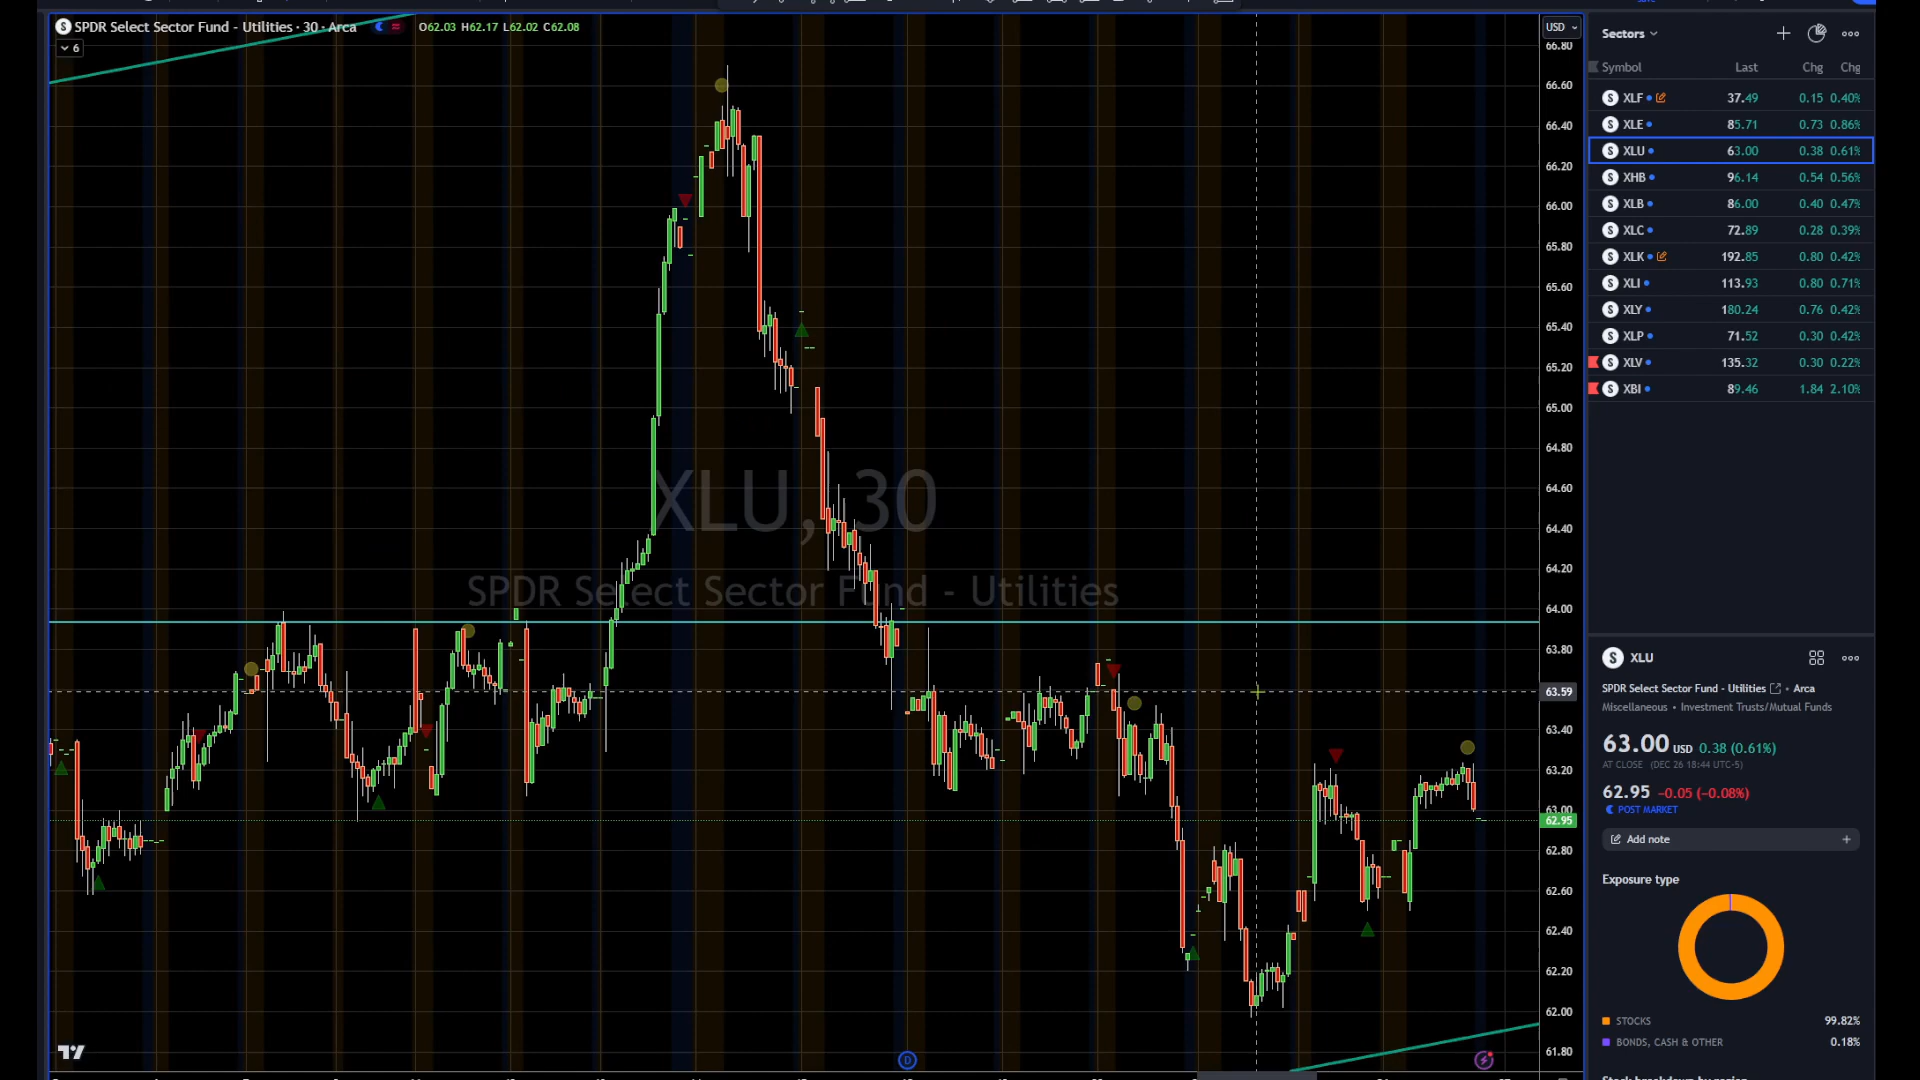 SPDR Select Sector Fund - Utilities · 30 · Arca O62.03 H62.17 L62.02 C62.08
6
USD
66.80
66.60
66.40
66.20
66.00
65.80
65.60
65.40
65.20
65.00
64.80
64.60
64.40
64.20
64.00
63.80
63.59
63.40
63.20
63.00
62.95
62.80
62.60
62.40
62.20
62.00
61.80
XLU, 30
SPDR Select Sector Fund - Utilities
D
Sectors
Symbol Last Chg Chg
XLF 37.49 0.15 0.40%
XLE 85.71 0.73 0.86%
XLU 63.00 0.38 0.61%
XHB 96.14 0.54 0.56%
XLB 86.00 0.40 0.47%
XLC 72.89 0.28 0.39%
XLK 192.85 0.80 0.42%
XLI 113.93 0.80 0.71%
XLY 180.24 0.76 0.42%
XLP 71.52 0.30 0.42%
XLV 135.32 0.30 0.22%
XBI 89.46 1.84 2.10%
XLU
SPDR Select Sector Fund - Utilities • Arca
Miscellaneous • Investment Trusts/Mutual Funds
63.00 USD 0.38 (0.61%)
AT CLOSE (DEC 26 18:44 UTC-5)
62.95 −0.05 (−0.08%)
POST MARKET
Add note
Exposure type
STOCKS 99.82%
BONDS, CASH & OTHER 0.18%